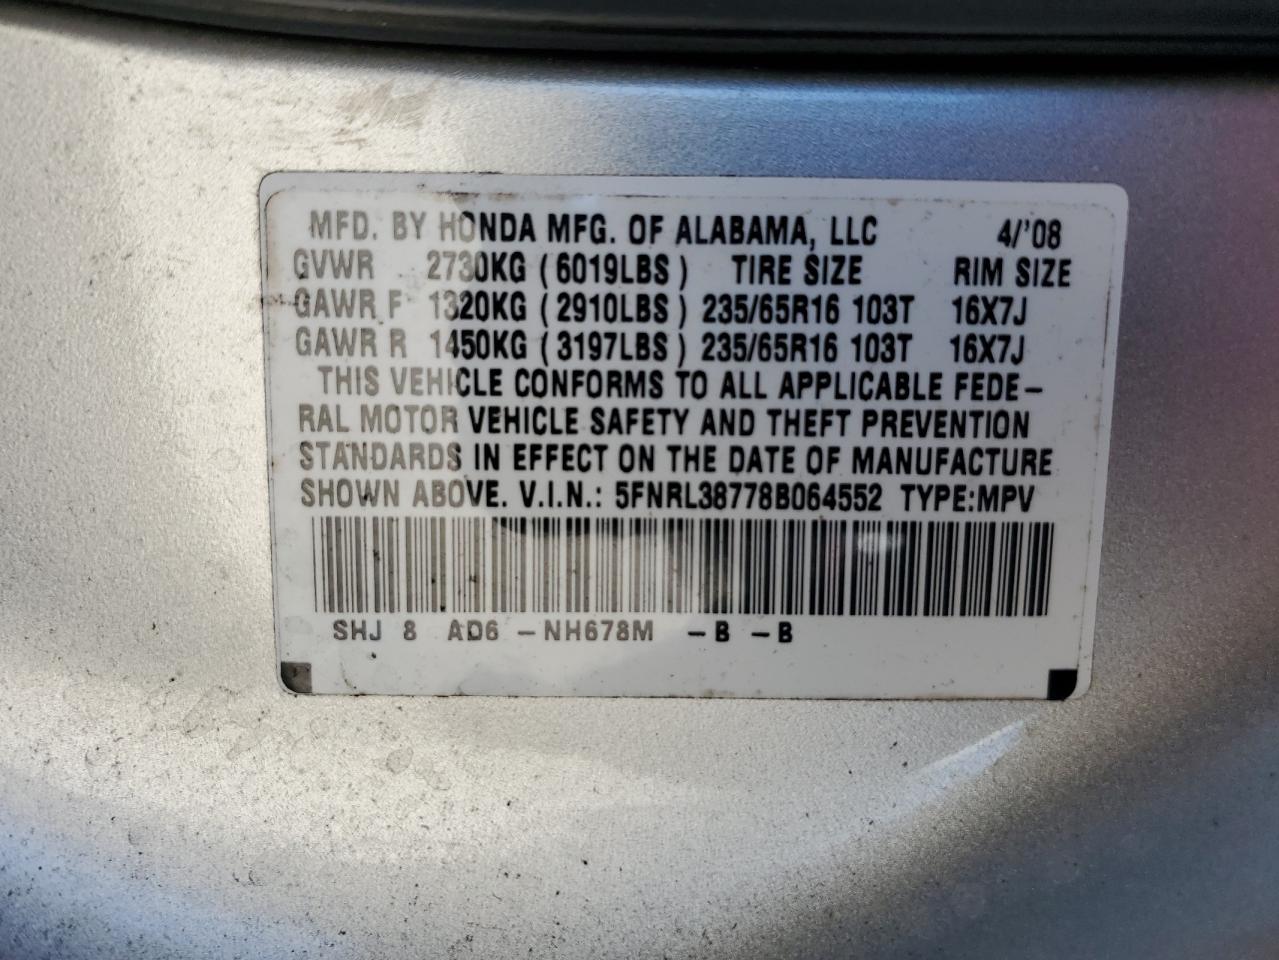 MFD. BY HONDA MFG. OF ALABAMA, LLC 4/'08
GVWR 2730KG (6019LBS) TIRE SIZE RIM SIZE
GAWR F 1320KG (2910LBS) 235/65R16 103T 16X7J
GAWR R 1450KG (3197LBS) 235/65R16 103T 16X7J
THIS VEHICLE CONFORMS TO ALL APPLICABLE FEDE-
RAL MOTOR VEHICLE SAFETY AND THEFT PREVENTION
STANDARDS IN EFFECT ON THE DATE OF MANUFACTURE
SHOWN ABOVE. V.I.N.: 5FNRL38778B064552 TYPE:MPV
SHJ 8 AD6 -NH678M -B -B